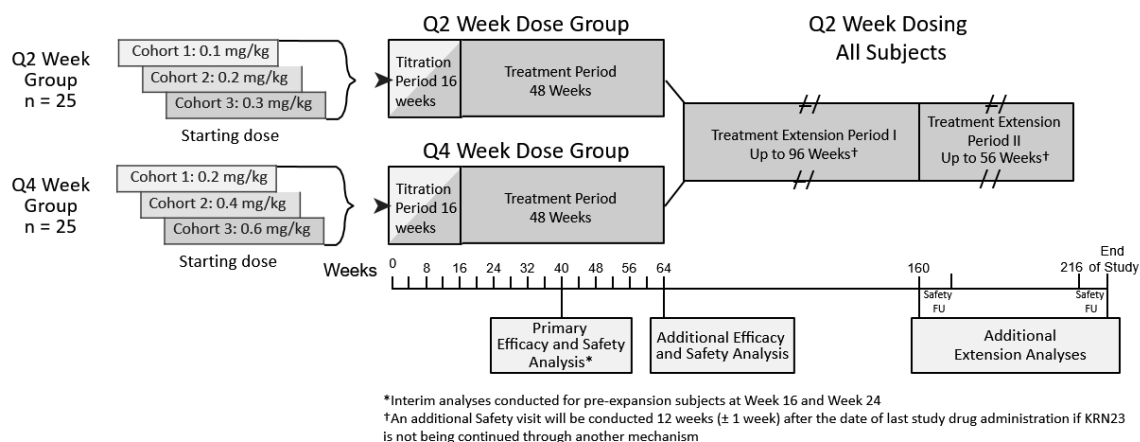 Q2 Week Dose Group
Q2 Week Dosing
All Subjects
Q2 Week
Group
n = 25
Cohort 1: 0.1 mg/kg
Cohort 2: 0.2 mg/kg
Cohort 3: 0.3 mg/kg
Starting dose
Titration
Period 16
weeks
Treatment Period
48 Weeks
Treatment Extension Period I
Up to 96 Weeks†
Treatment Extension
Period II
Up to 56 Weeks†
Q4 Week Dose Group
Q4 Week
Group
n = 25
Cohort 1: 0.2 mg/kg
Cohort 2: 0.4 mg/kg
Cohort 3: 0.6 mg/kg
Starting dose
Titration
Period 16
weeks
Treatment Period
48 Weeks
Weeks
0 8 16 24 32 40 48 56 64 160 216
End
of Study
Safety
FU
Safety
FU
Primary
Efficacy and Safety
Analysis*
Additional Efficacy
and Safety Analysis
Additional
Extension Analyses
*Interim analyses conducted for pre-expansion subjects at Week 16 and Week 24
†An additional Safety visit will be conducted 12 weeks (± 1 week) after the date of last study drug administration if KRN23
is not being continued through another mechanism